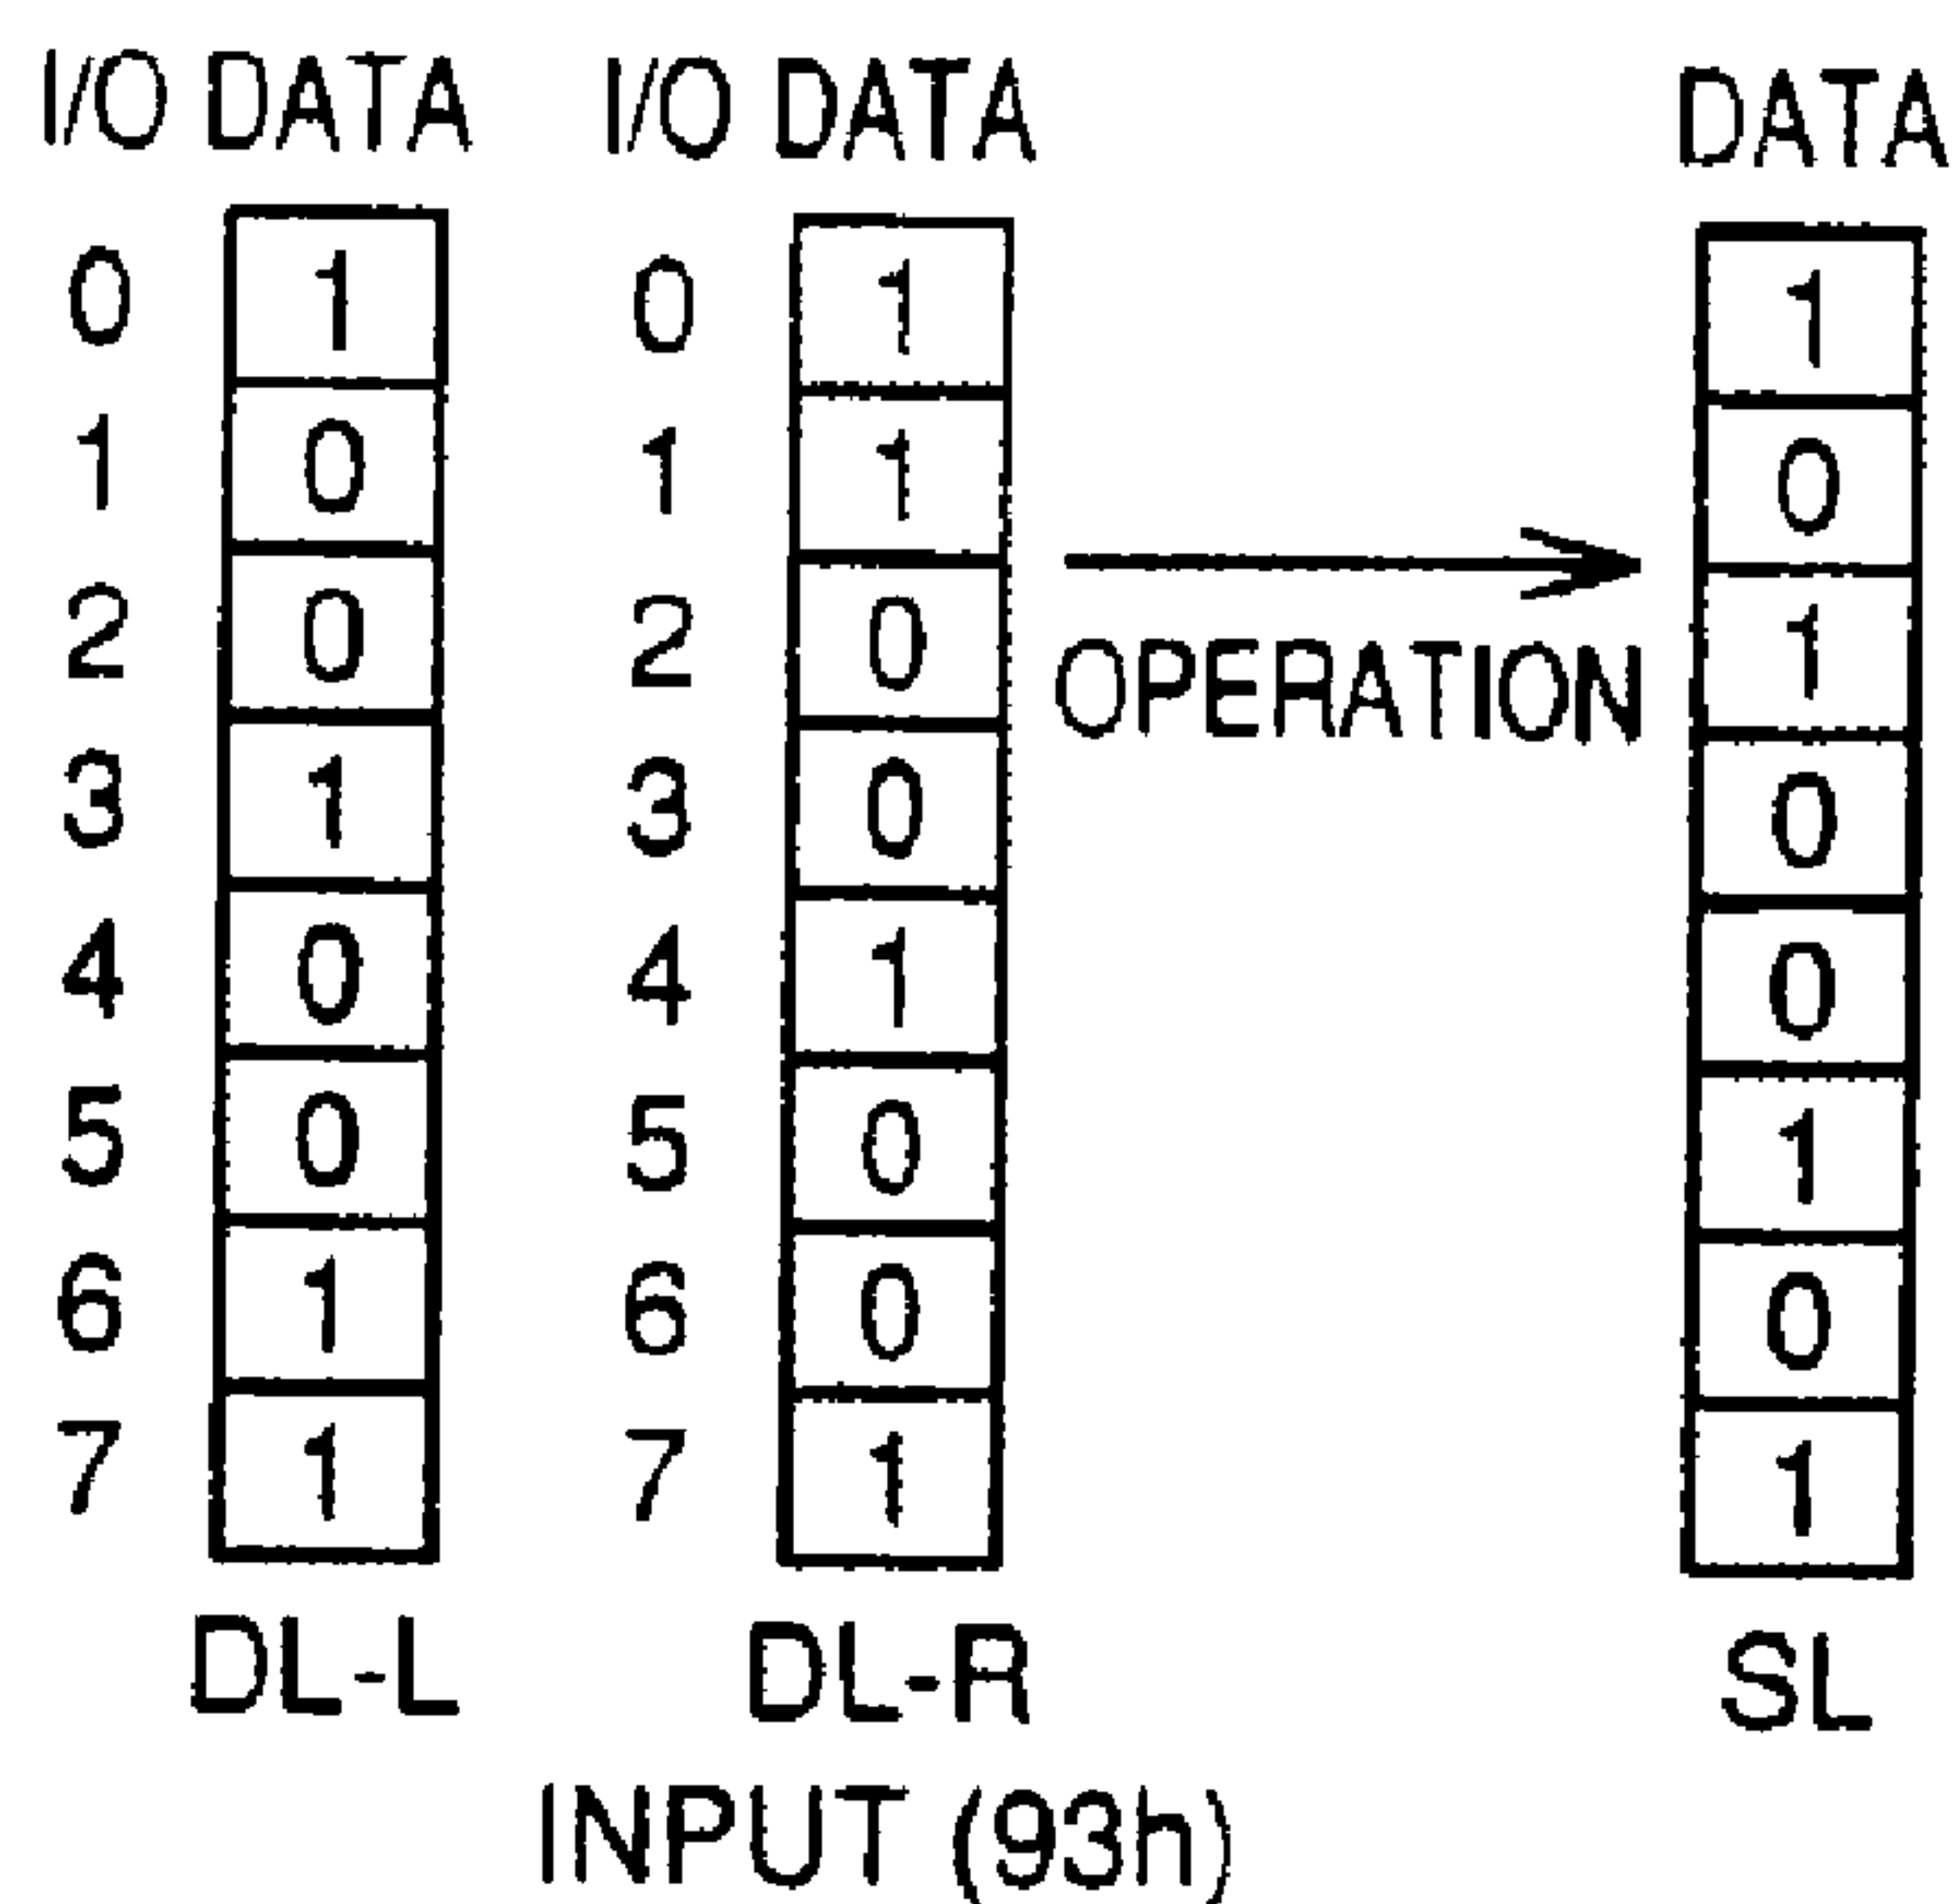 I/O DATA I/O DATA DATA
0 1 0 1 1
1 0 1 1 0
2 0 2 0 1
OPERATION
3 1 3 0 0
4 0 4 1 0
5 0 5 0 1
6 1 6 0 0
7 1 7 1 1
DL-L DL-R SL
INPUT (93h)